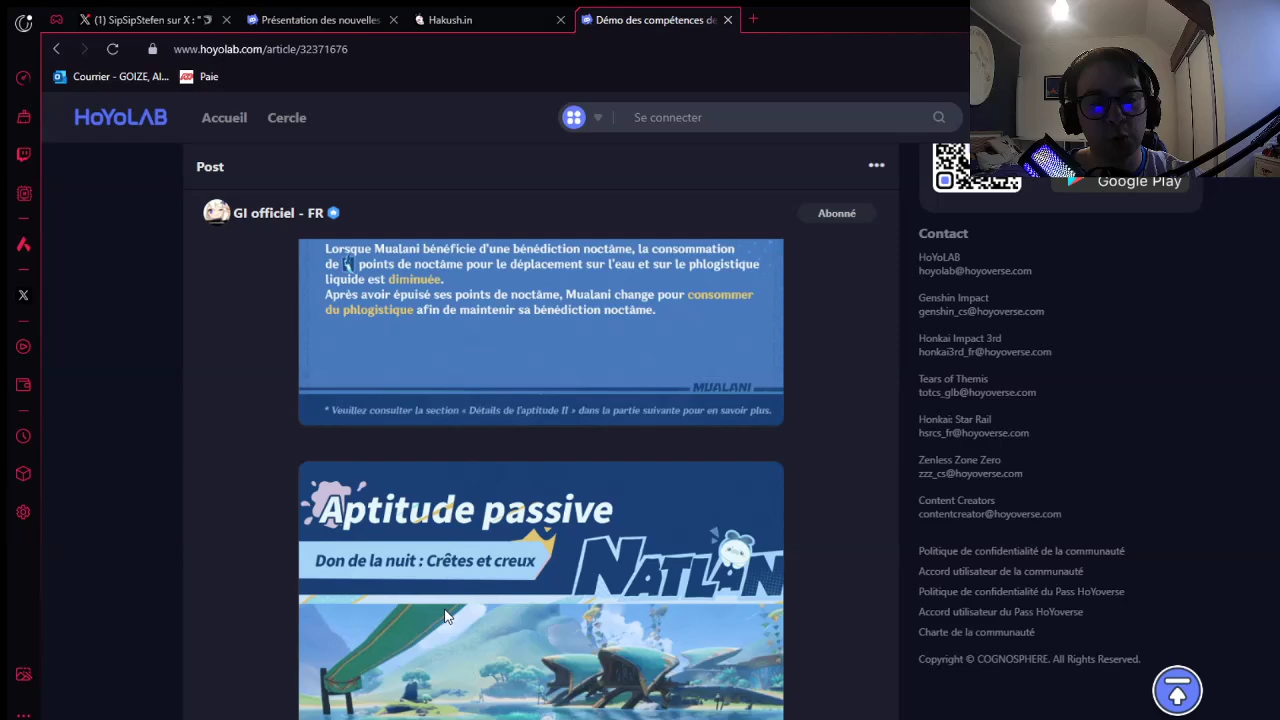 (1) SipSipStefen sur X : "
Présentation des nouvelles
Hakush.in
Démo des compétences de
www.hoyolab.com/article/32371676
Courrier - GOIZE, Al...
Paie
HoYoLAB
Accueil
Cercle
Se connecter
Post
GI officiel - FR
Abonné
Lorsque Mualani bénéficie d'une bénédiction noctâme, la consommation
de points de noctâme pour le déplacement sur l'eau et sur le phlogistique
liquide est diminuée.
Après avoir épuisé ses points de noctâme, Mualani change pour consommer
du phlogistique afin de maintenir sa bénédiction noctâme.
MUALANI
* Veuillez consulter la section « Détails de l'aptitude II » dans la partie suivante pour en savoir plus.
Aptitude passive
Don de la nuit : Crêtes et creux
NATLAN
Google Play
Contact
HoYoLAB
hoyolab@hoyoverse.com
Genshin Impact
genshin_cs@hoyoverse.com
Honkai Impact 3rd
honkai3rd_fr@hoyoverse.com
Tears of Themis
totcs_glb@hoyoverse.com
Honkai: Star Rail
hsrcs_fr@hoyoverse.com
Zenless Zone Zero
zzz_cs@hoyoverse.com
Content Creators
contentcreator@hoyoverse.com
Politique de confidentialité de la communauté
Accord utilisateur de la communauté
Politique de confidentialité du Pass HoYoverse
Accord utilisateur du Pass HoYoverse
Charte de la communauté
Copyright © COGNOSPHERE. All Rights Reserved.